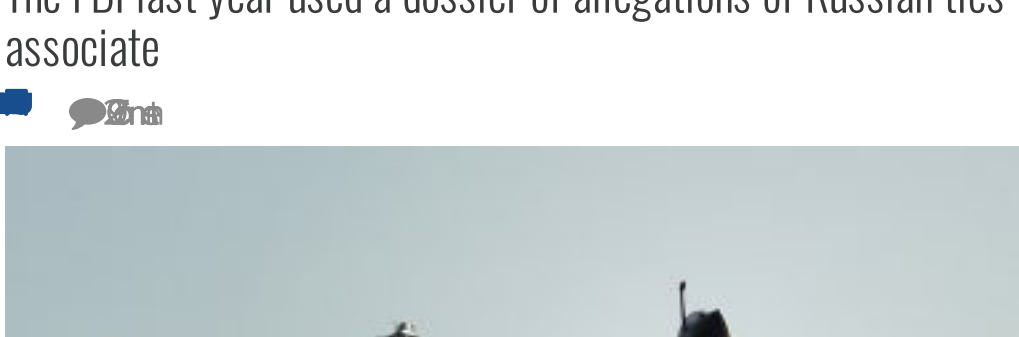 The FBI last year used a dossier of allegations of Russian ties
associate